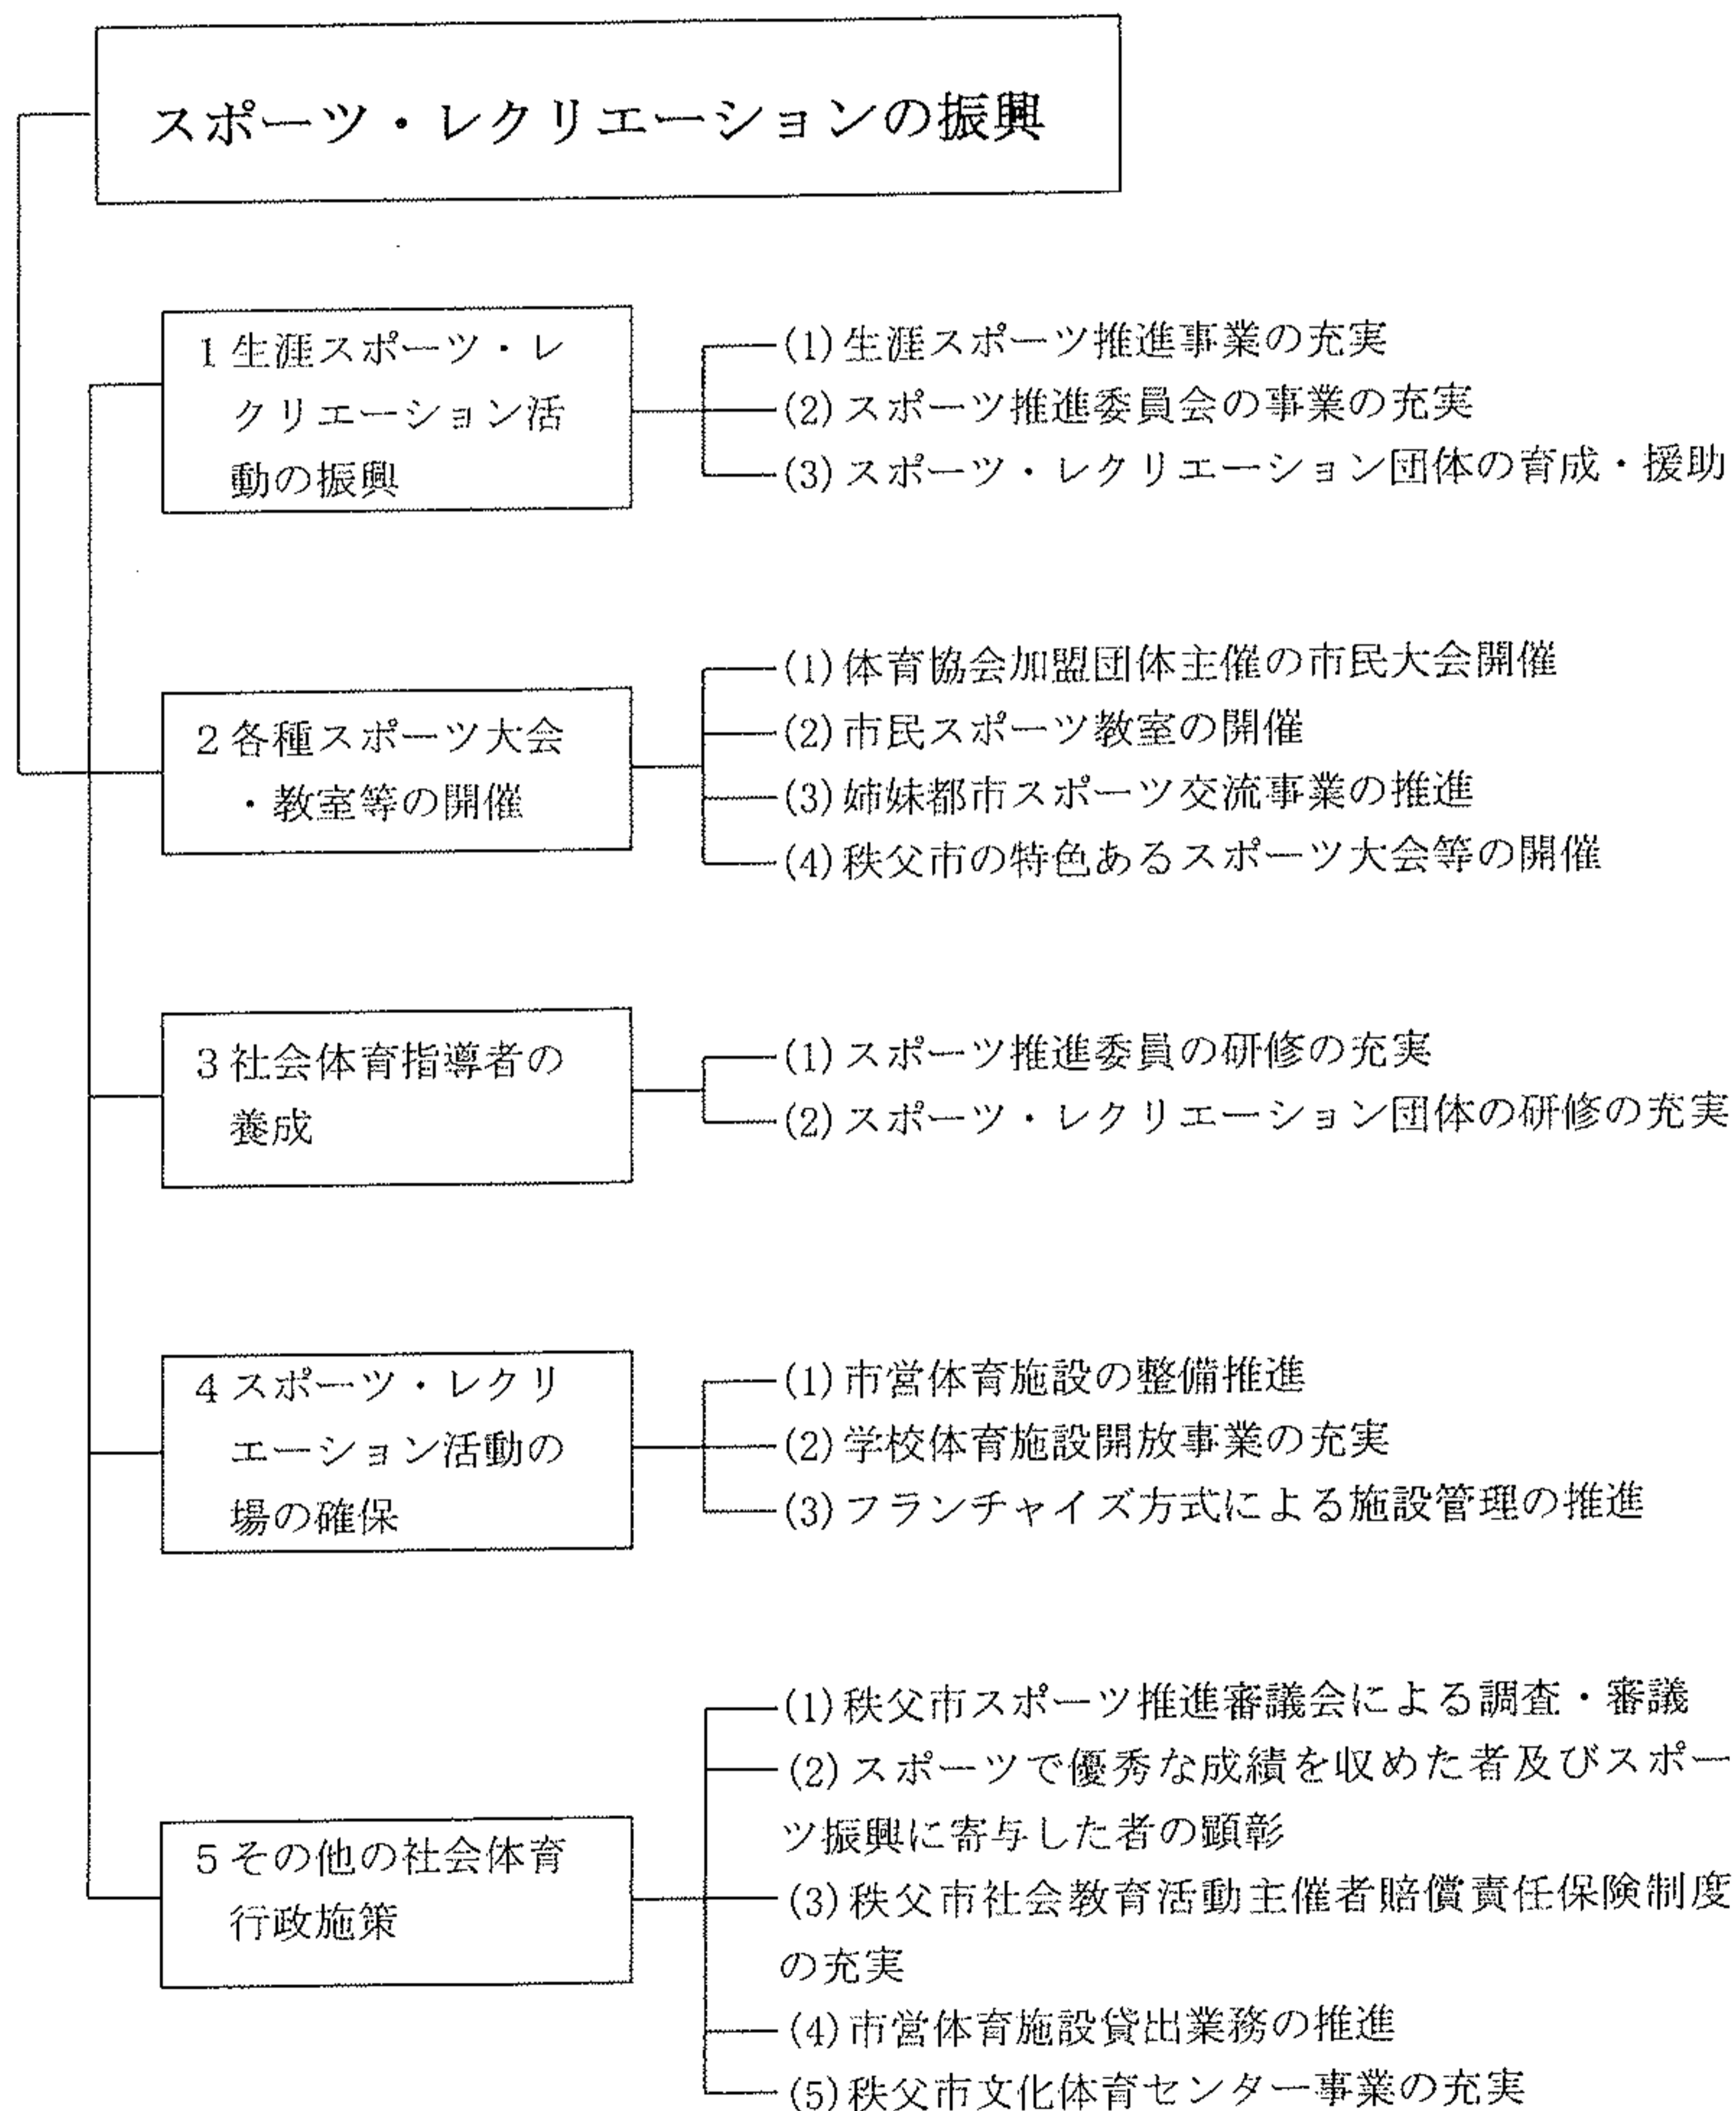 スポーツ・レクリエーションの振興
1生涯スポーツ・レ
クリエーション活
動の振興
(1)生涯スポーツ推進事業の充実
(2)スポーツ推進委員会の事業の充実
(3)スポーツ・レクリエーション団体の育成・援助
2各種スポーツ大会
・教室等の開催
(1)体育協会加盟団体主催の市民大会開催
(2)市民スポーツ教室の開催
(3)姉妹都市スポーツ交流事業の推進
(4)秩父市の特色あるスポーツ大会等の開催
3社会体育指導者の
養成
(1)スポーツ推進委員の研修の充実
(2)スポーツ・レクリエーション団体の研修の充実
4スポーツ・レクリ
エーション活動の
場の確保
(1)市営体育施設の整備推進
(2)学校体育施設開放事業の充実
(3)フランチャイズ方式による施設管理の推進
5その他の社会体育
行政施策
(1)秩父市スポーツ推進審議会による調査・審議
(2)スポーツで優秀な成績を収めた者及びスポー
ツ振興に寄与した者の顕彰
(3)秩父市社会教育活動主催者賠償責任保険制度
の充実
(4)市営体育施設貸出業務の推進
(5)秩父市文化体育センター事業の充実